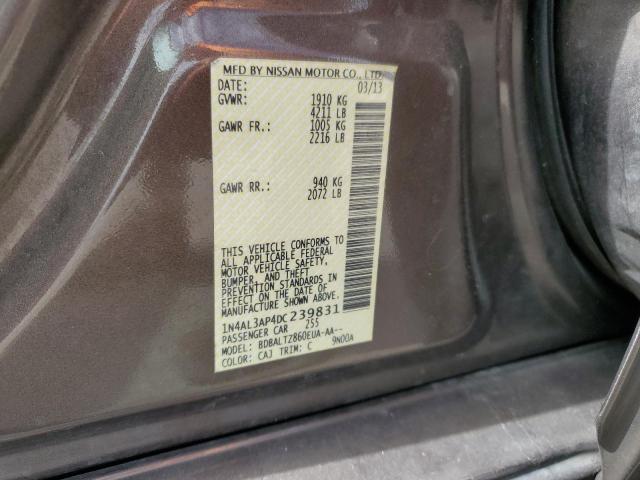 MFD BY NISSAN MOTOR CO., LTD.
DATE: 03/13
GVWR: 1910 KG
4211 LB
GAWR FR.: 1005 KG
2216 LB
GAWR RR.: 940 KG
2072 LB
THIS VEHICLE CONFORMS TO
ALL APPLICABLE FEDERAL
MOTOR VEHICLE SAFETY,
BUMPER, AND THEFT
PREVENTION STANDARDS IN
EFFECT ON THE DATE OF
MANUFACTURE SHOWN ABOVE.
1N4AL3AP4DC239831
PASSENGER CAR 255
MODEL: BDBALTZ860EUA-AA--
COLOR: CAJ TRIM: C 9N00A